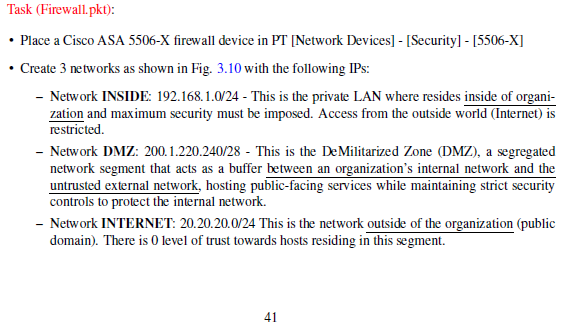 Task (Firewall.pkt):
• Place a Cisco ASA 5506-X firewall device in PT [Network Devices] - [Security] - [5506-X]
• Create 3 networks as shown in Fig. 3.10 with the following IPs:
– Network INSIDE: 192.168.1.0/24 - This is the private LAN where resides inside of organi-
zation and maximum security must be imposed. Access from the outside world (Internet) is
restricted.
– Network DMZ: 200.1.220.240/28 - This is the DeMilitarized Zone (DMZ), a segregated
network segment that acts as a buffer between an organization's internal network and the
untrusted external network, hosting public-facing services while maintaining strict security
controls to protect the internal network.
– Network INTERNET: 20.20.20.0/24 This is the network outside of the organization (public
domain). There is 0 level of trust towards hosts residing in this segment.
41